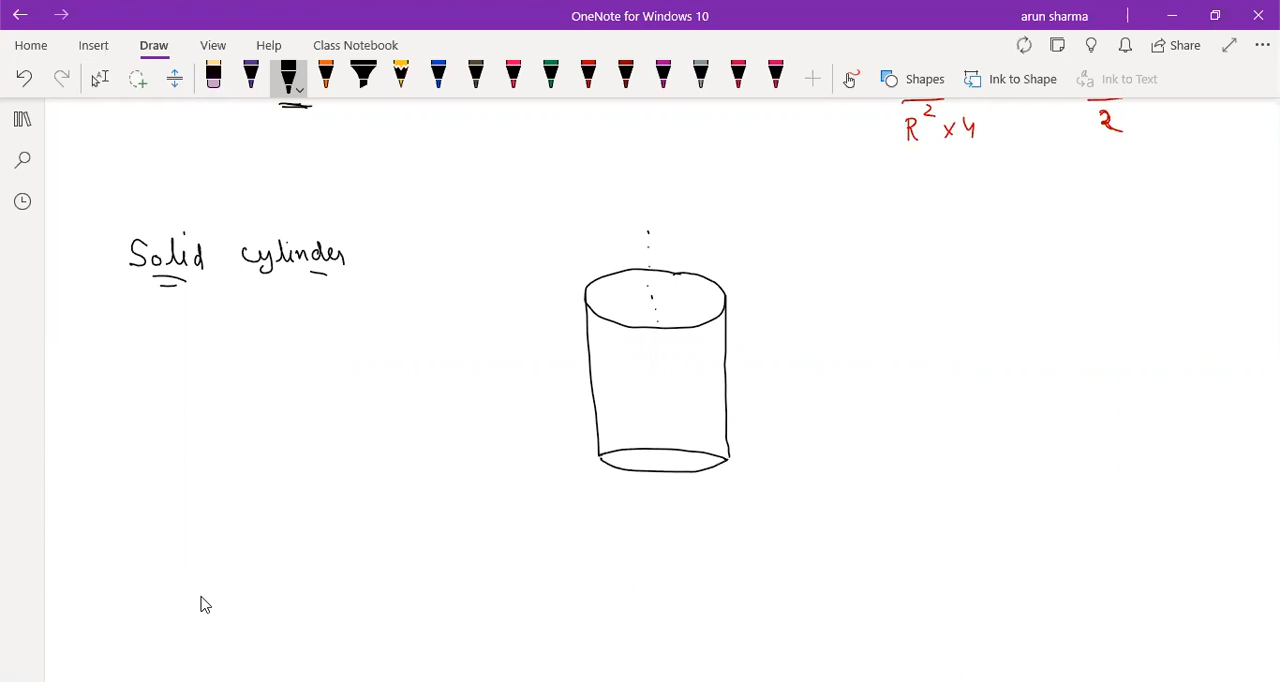 OneNote for Windows 10
arun sharma
Home Insert Draw View Help Class Notebook
Share
Shapes Ink to Shape Ink to Text
R² × 4
2
Solid cylinder